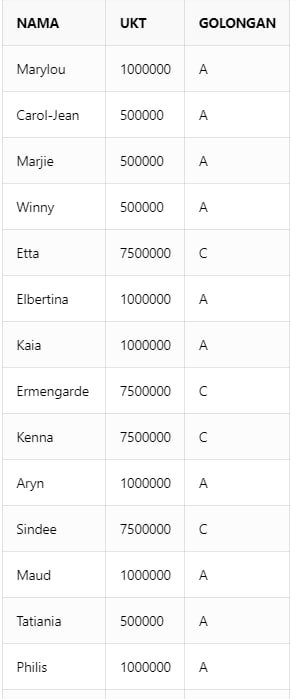 NAMA UKT GOLONGAN
Marylou 1000000 A
Carol-Jean 500000 A
Marjie 500000 A
Winny 500000 A
Etta 7500000 C
Elbertina 1000000 A
Kaia 1000000 A
Ermengarde 7500000 C
Kenna 7500000 C
Aryn 1000000 A
Sindee 7500000 C
Maud 1000000 A
Tatiania 500000 A
Philis 1000000 A